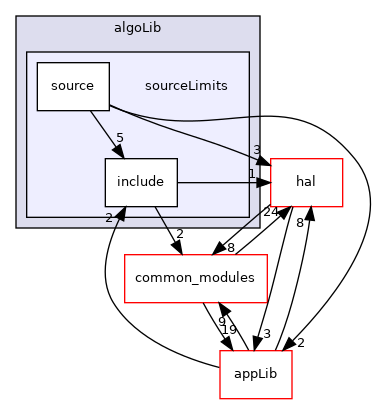 algoLib
source
sourceLimits
5
3
include
1
hal
2
2
24
8
8
common_modules
9
19
3
2
appLib